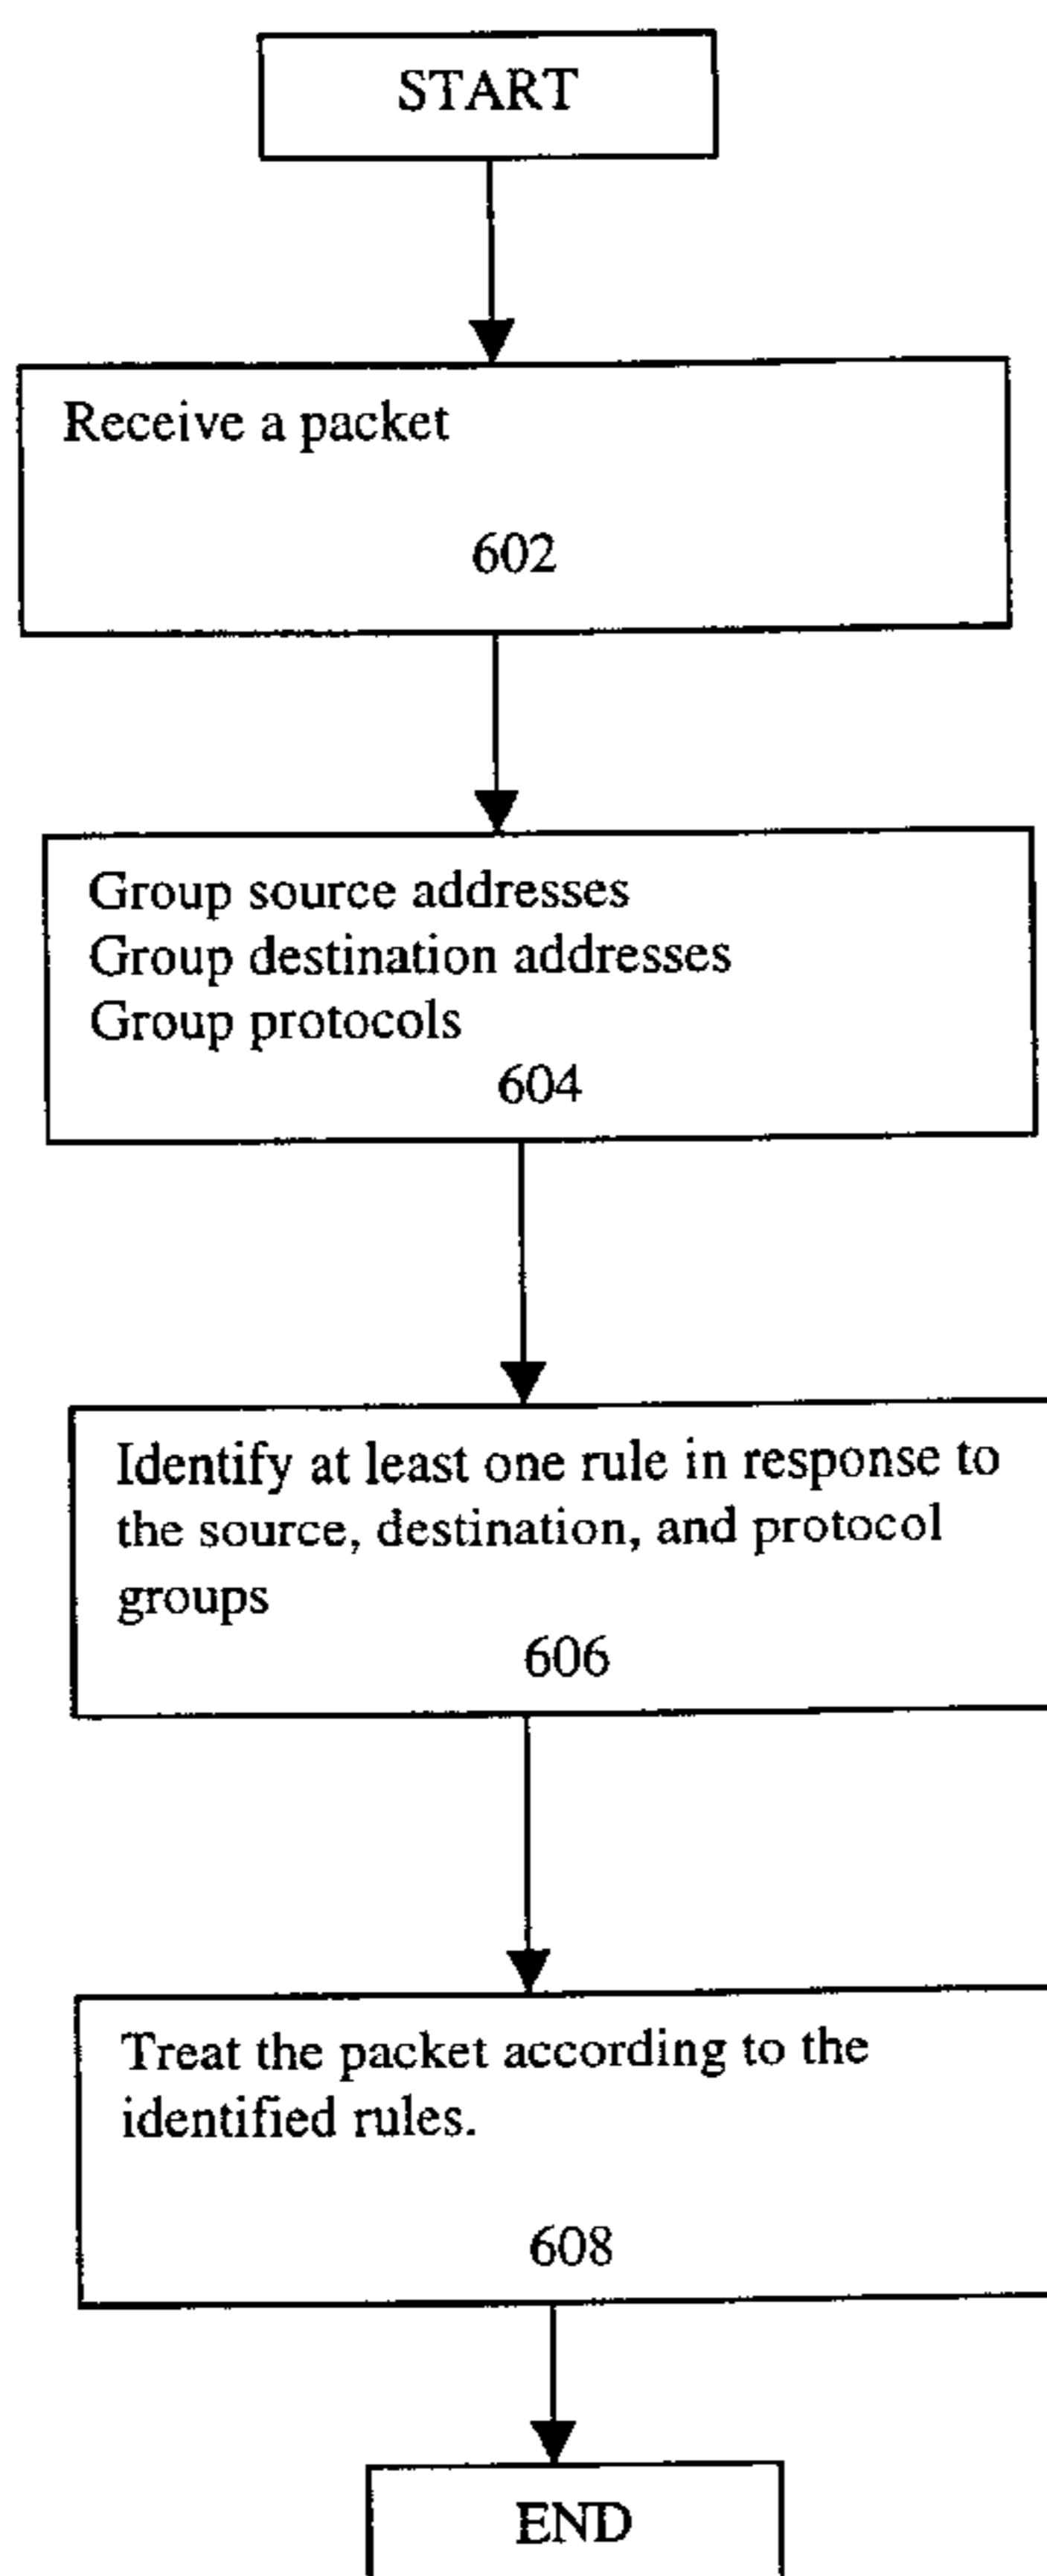 START
Receive a packet
602
Group source addresses
Group destination addresses
Group protocols
604
Identify at least one rule in response to
the source, destination, and protocol
groups
606
Treat the packet according to the
identified rules.
608
END